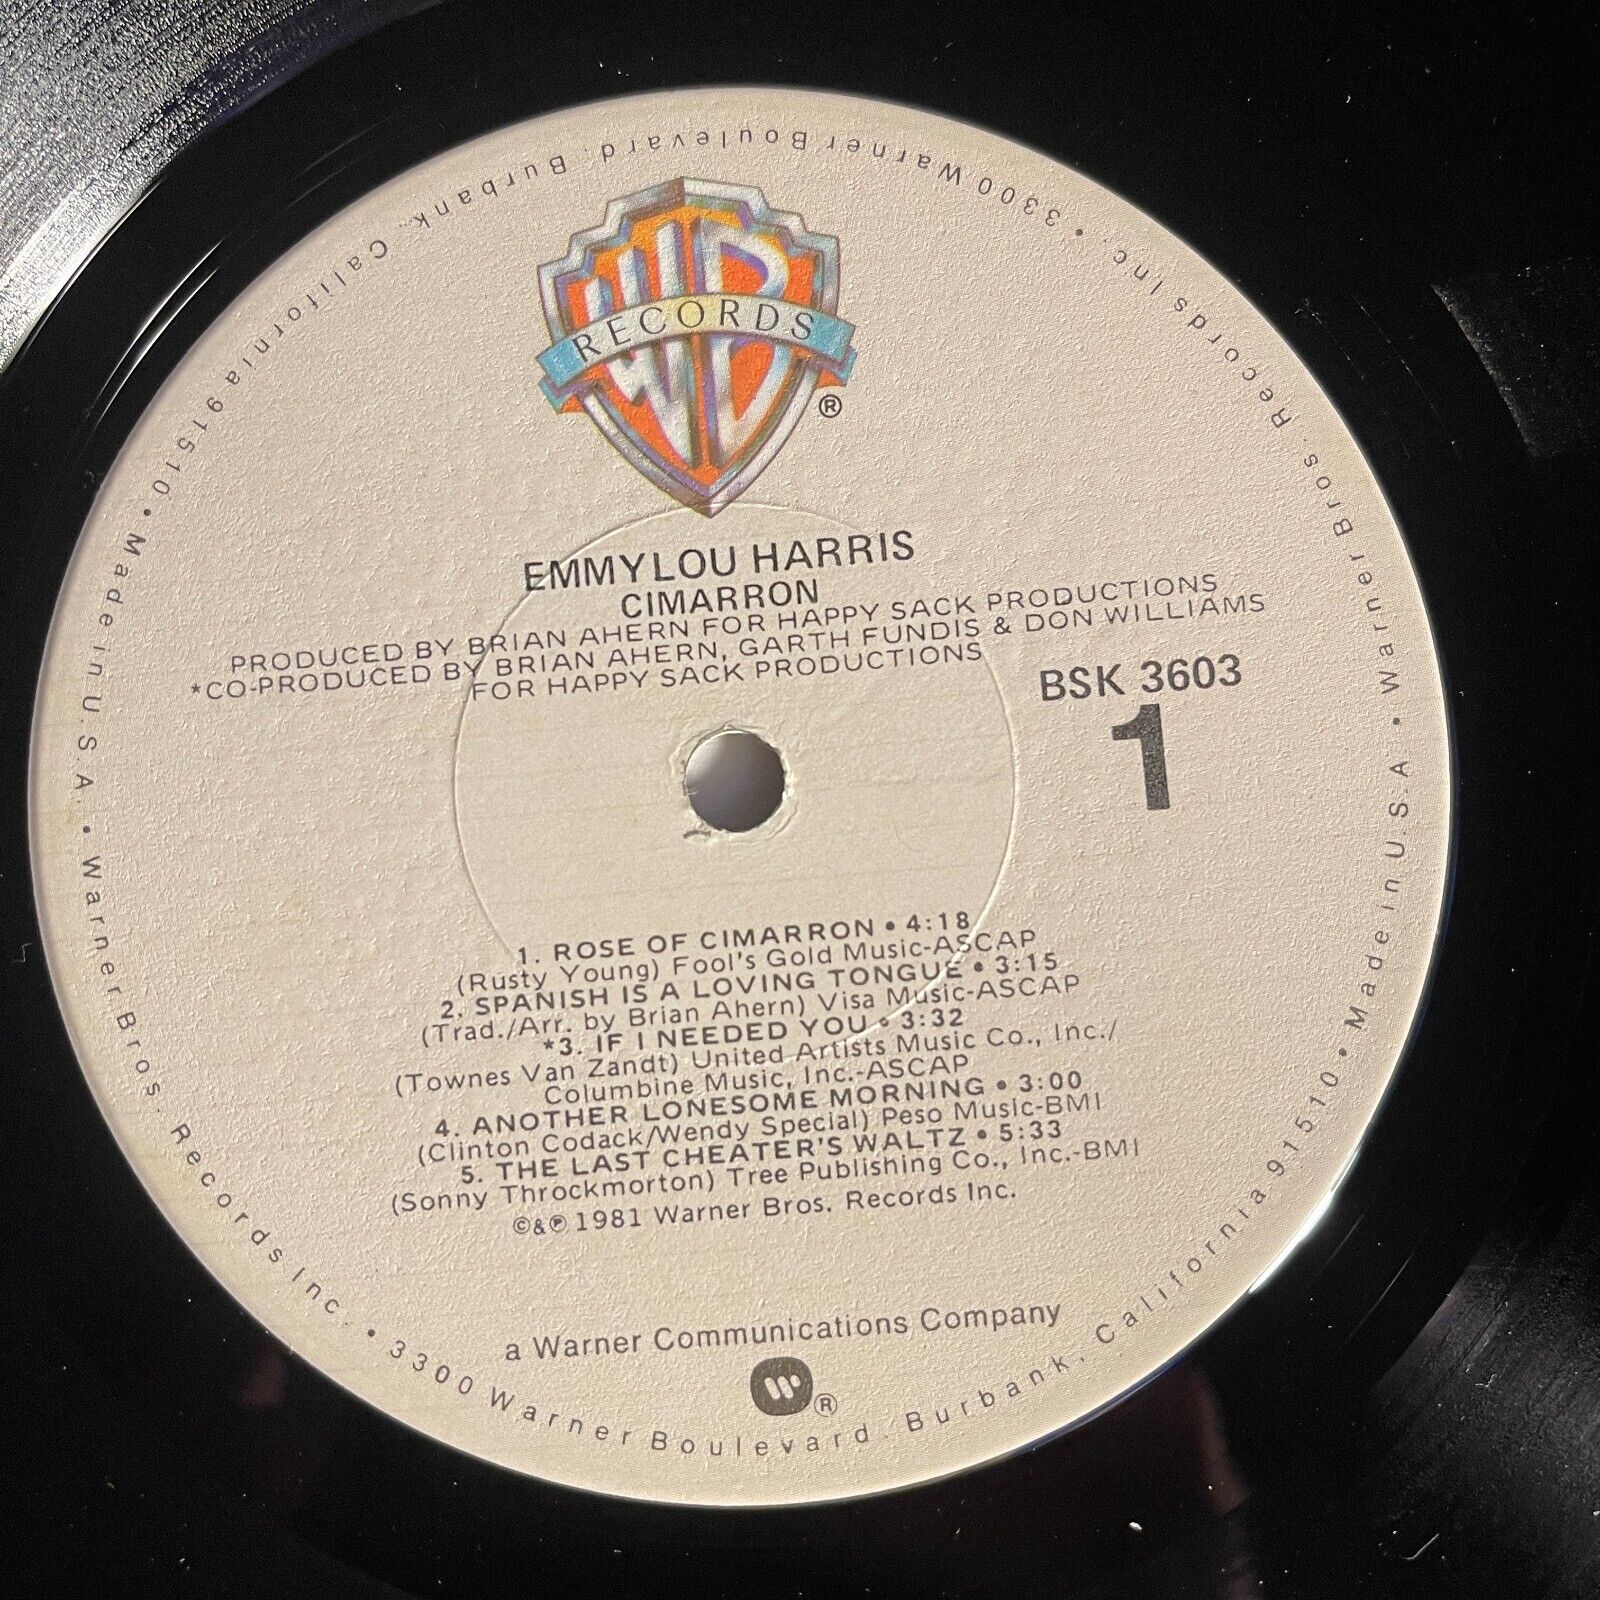 WB
RECORDS
®
EMMYLOU HARRIS
CIMARRON
PRODUCED BY BRIAN AHERN FOR HAPPY SACK PRODUCTIONS
*CO-PRODUCED BY BRIAN AHERN, GARTH FUNDIS & DON WILLIAMS
FOR HAPPY SACK PRODUCTIONS
BSK 3603
1
1. ROSE OF CIMARRON • 4:18
(Rusty Young) Fool's Gold Music-ASCAP
2. SPANISH IS A LOVING TONGUE • 3:15
(Trad./Arr. by Brian Ahern) Visa Music-ASCAP
*3. IF I NEEDED YOU • 3:32
(Townes Van Zandt) United Artists Music Co., Inc./
Columbine Music, Inc.-ASCAP
4. ANOTHER LONESOME MORNING • 3:00
(Clinton Codack/Wendy Special) Peso Music-BMI
5. THE LAST CHEATER'S WALTZ • 5:33
(Sonny Throckmorton) Tree Publishing Co., Inc.-BMI
©&℗ 1981 Warner Bros. Records Inc.
a Warner Communications Company
W ®
Made in U.S.A. • Warner Bros. Records Inc. • 3300 Warner Boulevard, Burbank, California 91510 • Made in U.S.A. • Warner Bros. Records Inc. • 3300 Warner Boulevard, Burbank, California 91510 •